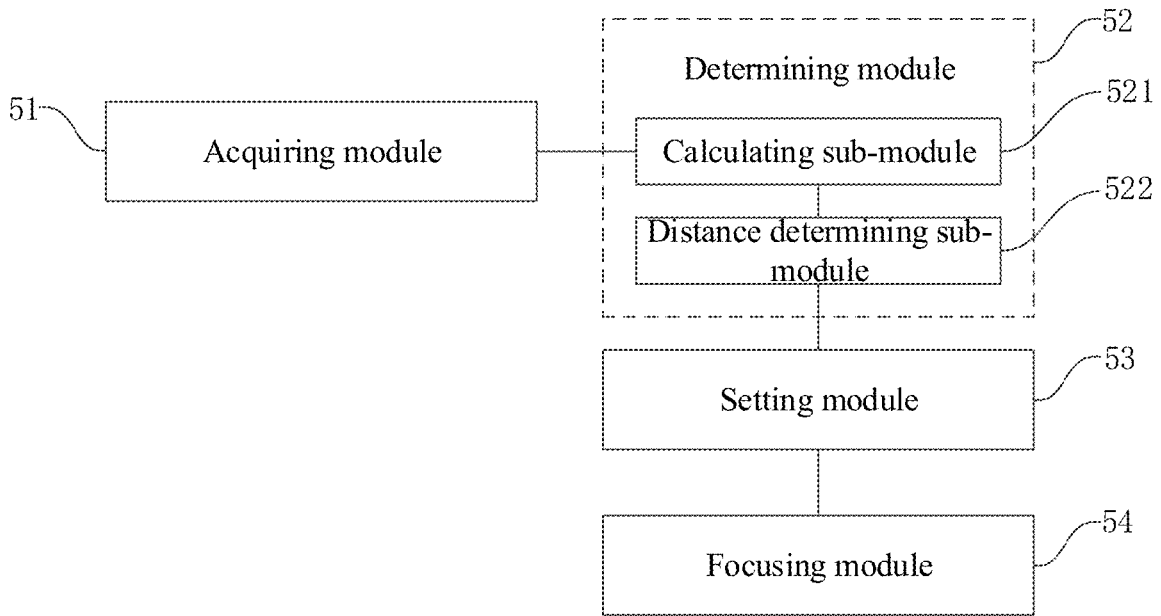 52
Determining module
51
521
Acquiring module
Calculating sub-module
522
Distance determining sub-
module
53
Setting module
54
Focusing module